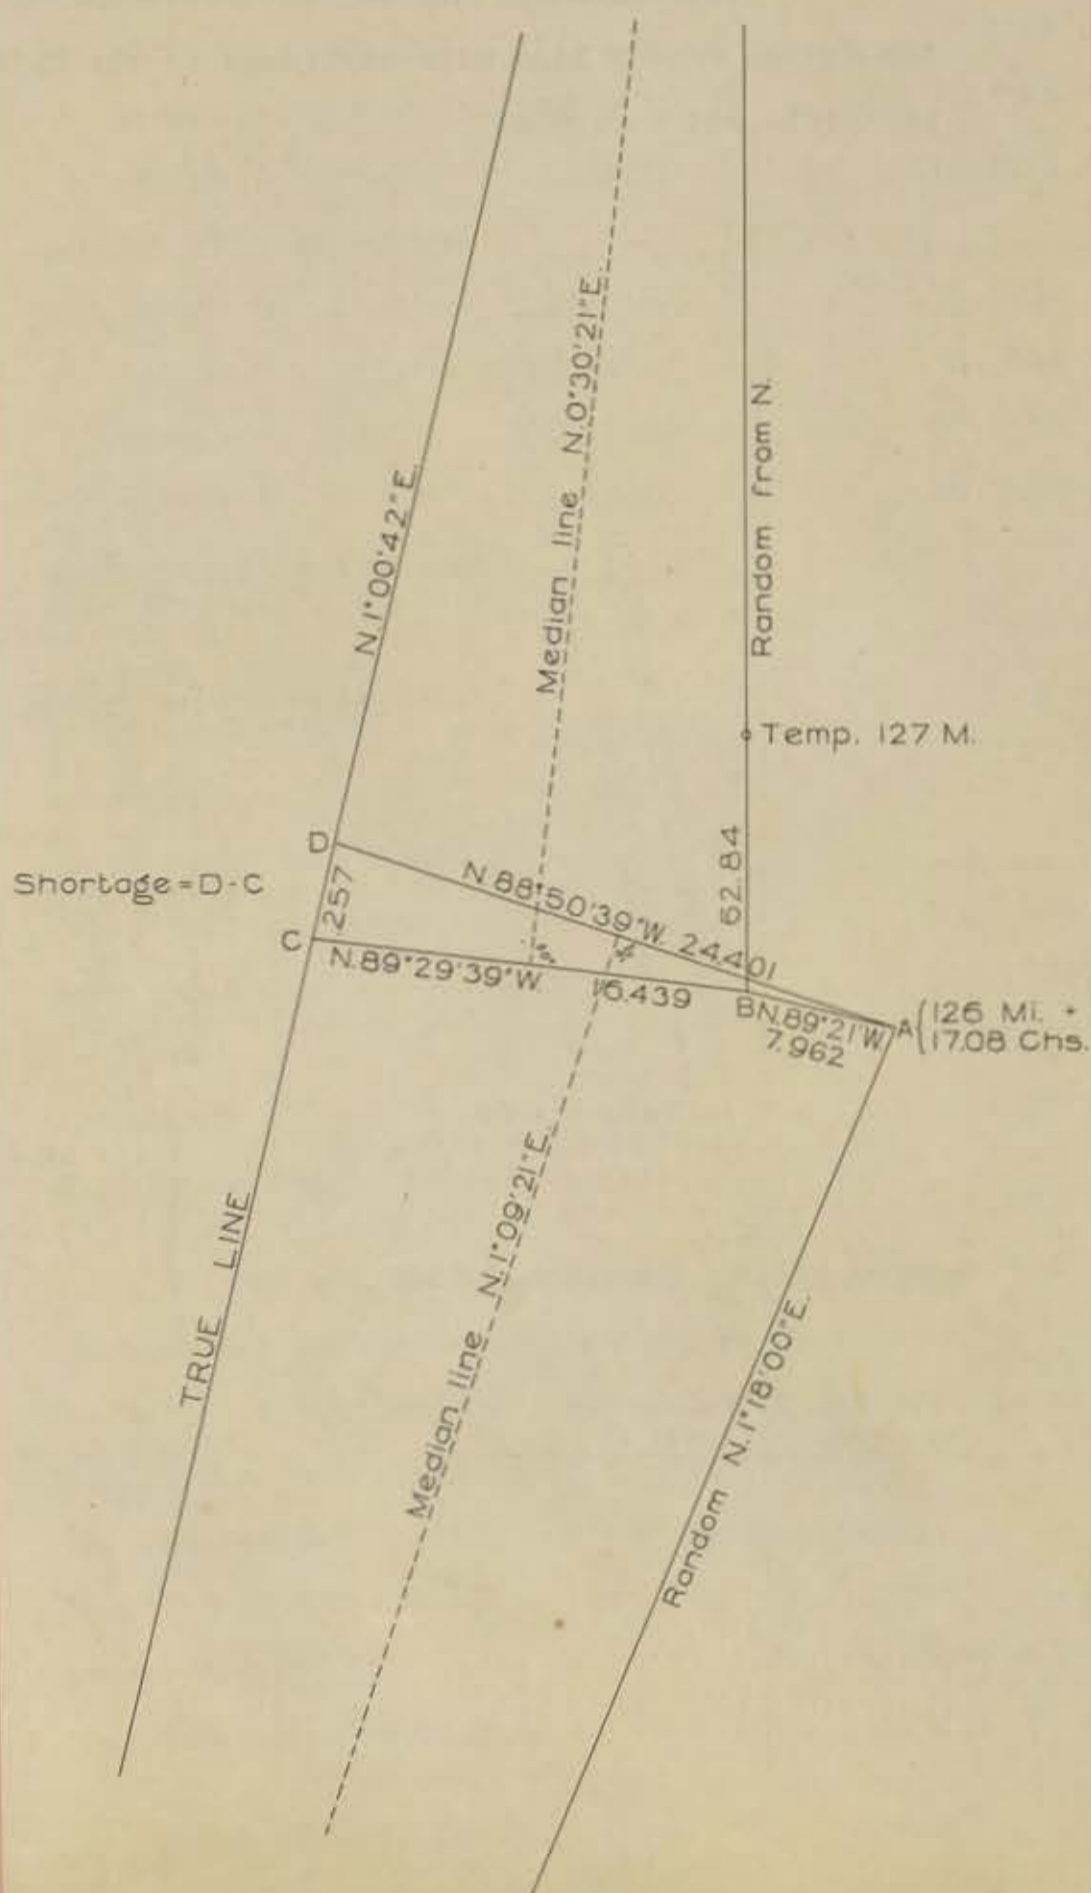 N.0°30'21"E.
Median line
Random from N.
N.1°00'42"E.
Temp. 127 M.
62.84
D
Shortage = D-C
.257
N 88°50'39"W. 24.401
90°
C
N.89°29'39"W.
16.439
B
N.89°21'W.
7.962
A
126 Mi. +
17.08 Chs.
TRUE LINE
Median line N.1°09'21"E.
Random N.1°18'00"E.